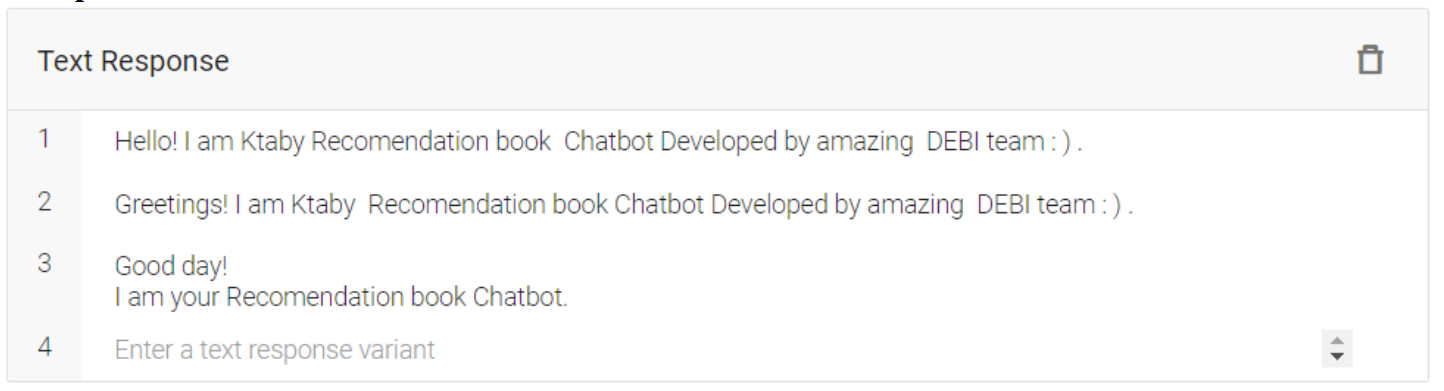 Text Response
1 Hello! I am Ktaby Recomendation book  Chatbot Developed by amazing  DEBI team : ) .
2 Greetings! I am Ktaby  Recomendation book Chatbot Developed by amazing  DEBI team : ) .
3 Good day!
I am your Recomendation book Chatbot.
4 Enter a text response variant